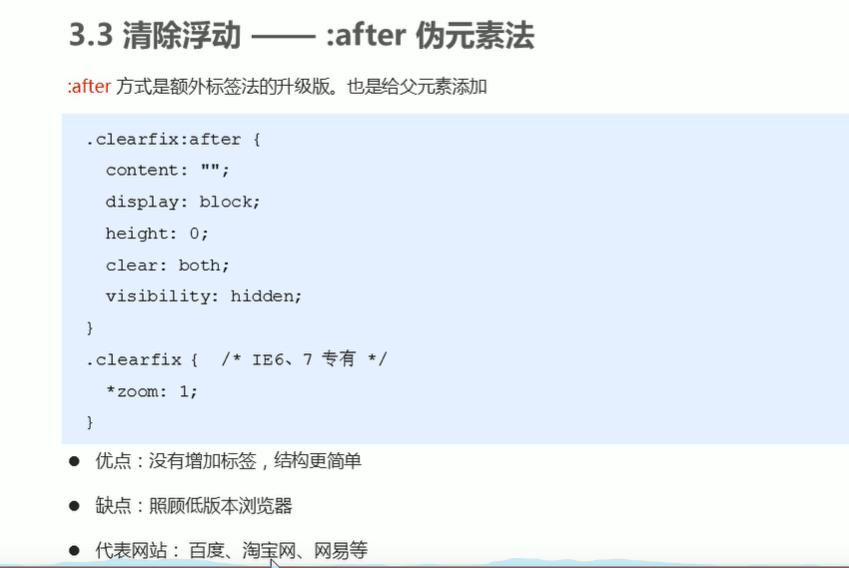 3.3 清除浮动 —— :after 伪元素法
:after 方式是额外标签法的升级版。也是给父元素添加
.clearfix:after {
content: "";
display: block;
height: 0;
clear: both;
visibility: hidden;
}
.clearfix { /* IE6、7 专有 */
*zoom: 1;
}
● 优点：没有增加标签，结构更简单
● 缺点：照顾低版本浏览器
● 代表网站： 百度、淘宝网、网易等